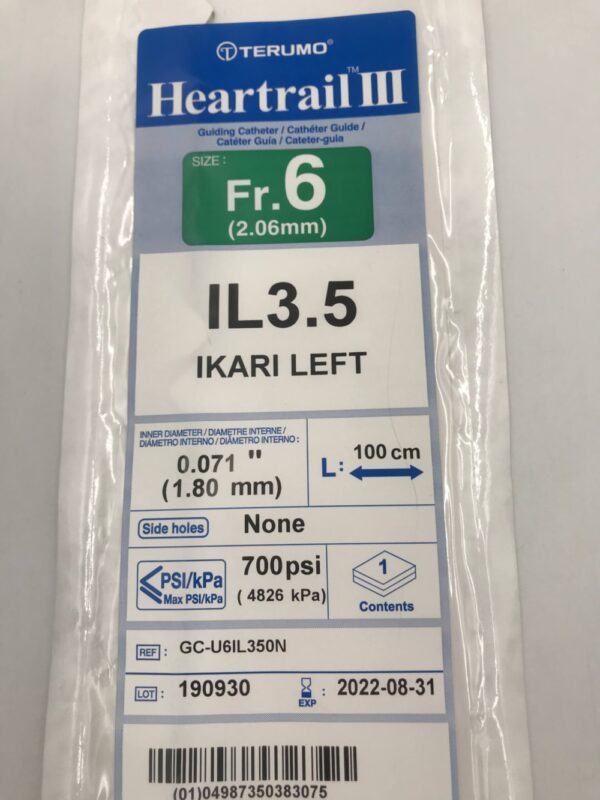 TERUMO®
Heartrail™ III
Guiding Catheter / Cathéter Guide /
Catéter Guía / Cateter-guia
SIZE :
Fr.6
(2.06mm)
IL3.5
IKARI LEFT
INNER DIAMETER / DIAMÈTRE INTERNE /
DIÁMETRO INTERNO / DIÂMETRO INTERNO :
0.071 "
(1.80 mm)
L: 100 cm
Side holes None
PSI/kPa
Max PSI/kPa
700psi
( 4826 kPa)
1
Contents
REF : GC-U6IL350N
LOT : 190930
EXP : 2022-08-31
(01)04987350383075